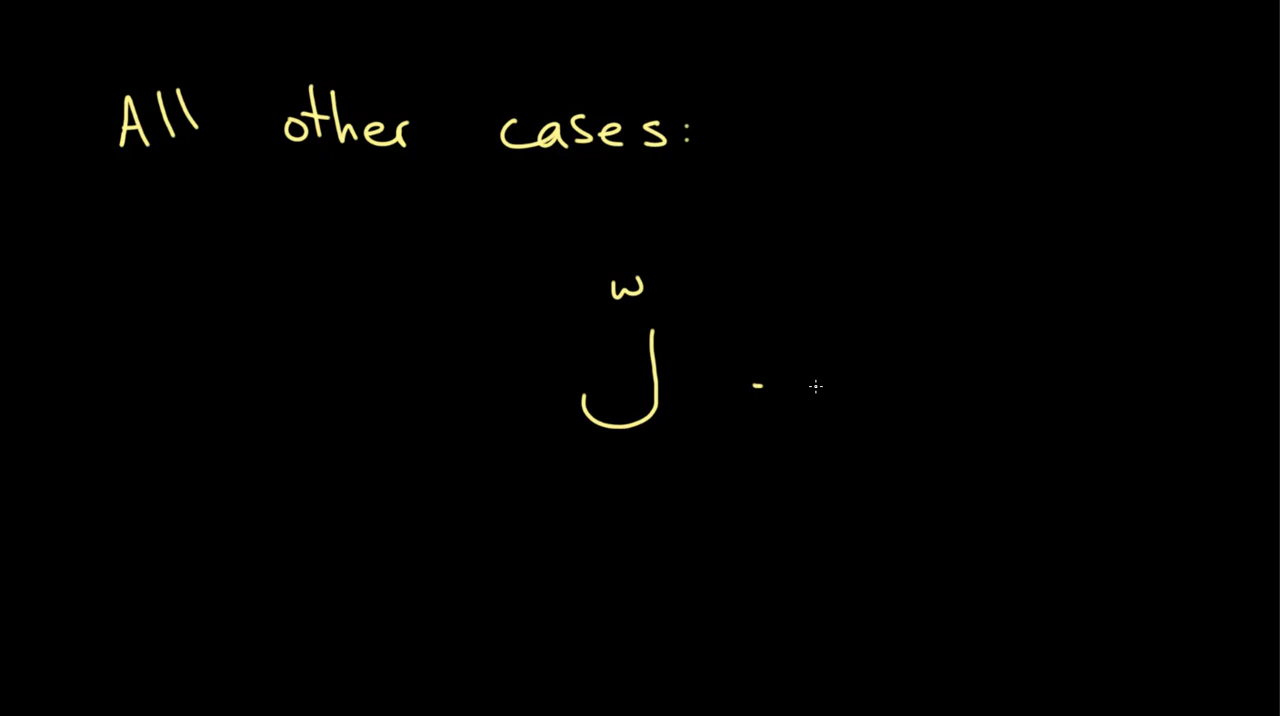 All other cases:
لّ -